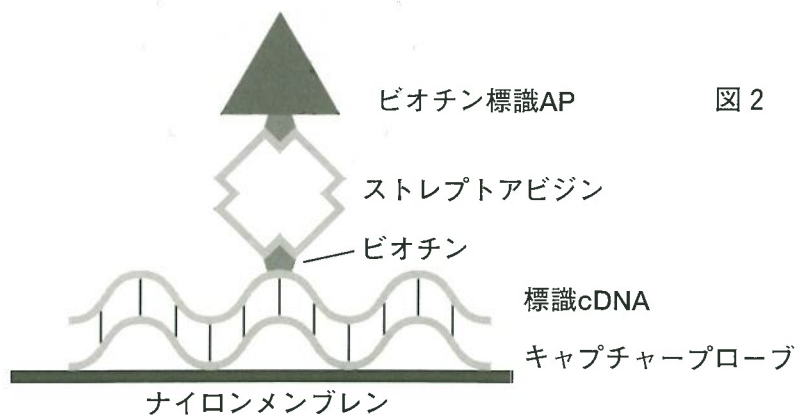 ビオチン標識AP
図2
ストレプトアビジン
ビオチン
標識cDNA
キャプチャープローブ
ナイロンメンブレン